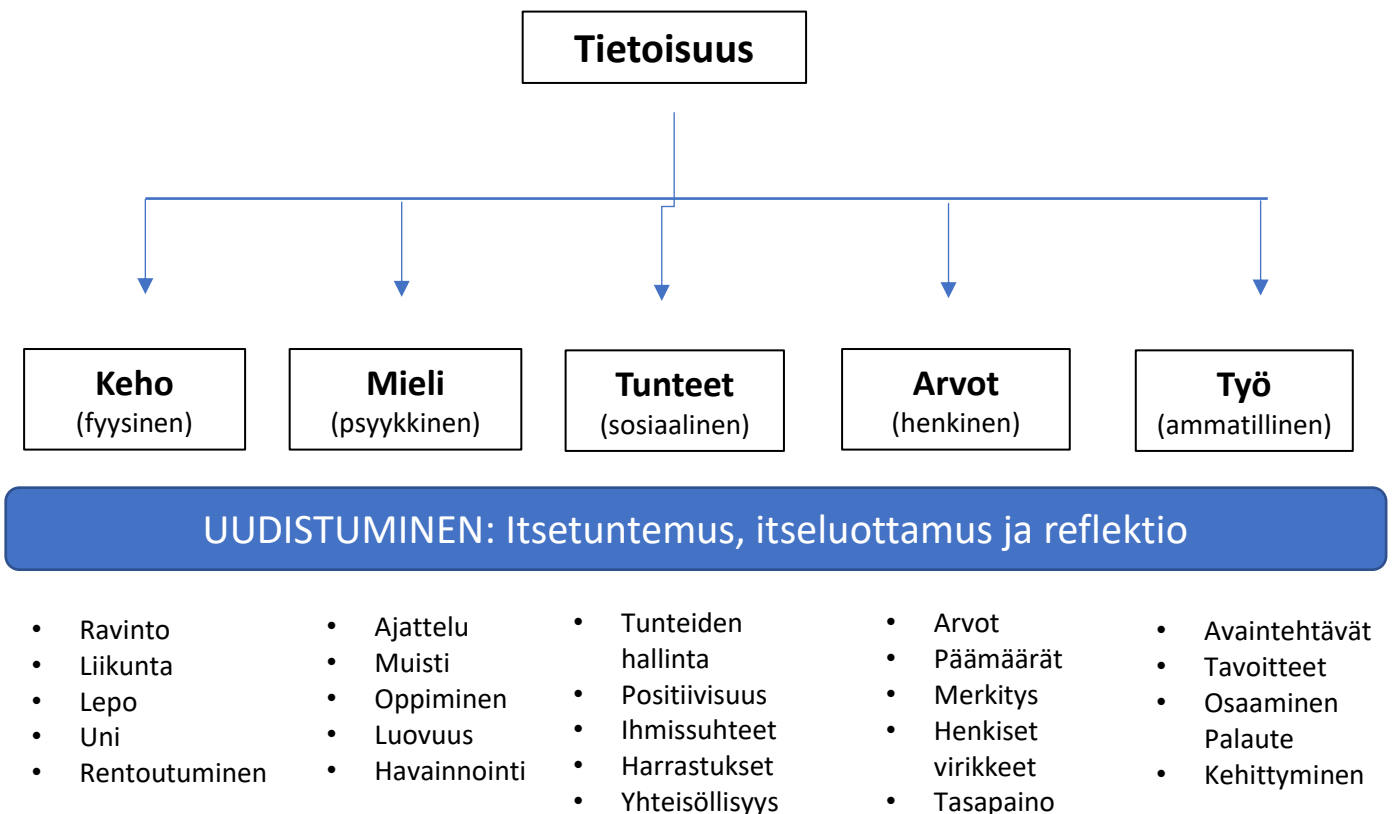 Tietoisuus
Keho
(fyysinen)
Mieli
(psyykkinen)
Tunteet
(sosiaalinen)
Arvot
(henkinen)
Työ
(ammatillinen)
UUDISTUMINEN: Itsetuntemus, itseluottamus ja reflektio
• Ravinto
• Liikunta
• Lepo
• Uni
• Rentoutuminen
• Ajattelu
• Muisti
• Oppiminen
• Luovuus
• Havainnointi
• Tunteiden
hallinta
• Positiivisuus
• Ihmissuhteet
• Harrastukset
• Yhteisöllisyys
• Arvot
• Päämäärät
• Merkitys
• Henkiset
virikkeet
• Tasapaino
• Avaintehtävät
• Tavoitteet
• Osaaminen
Palaute
• Kehittyminen